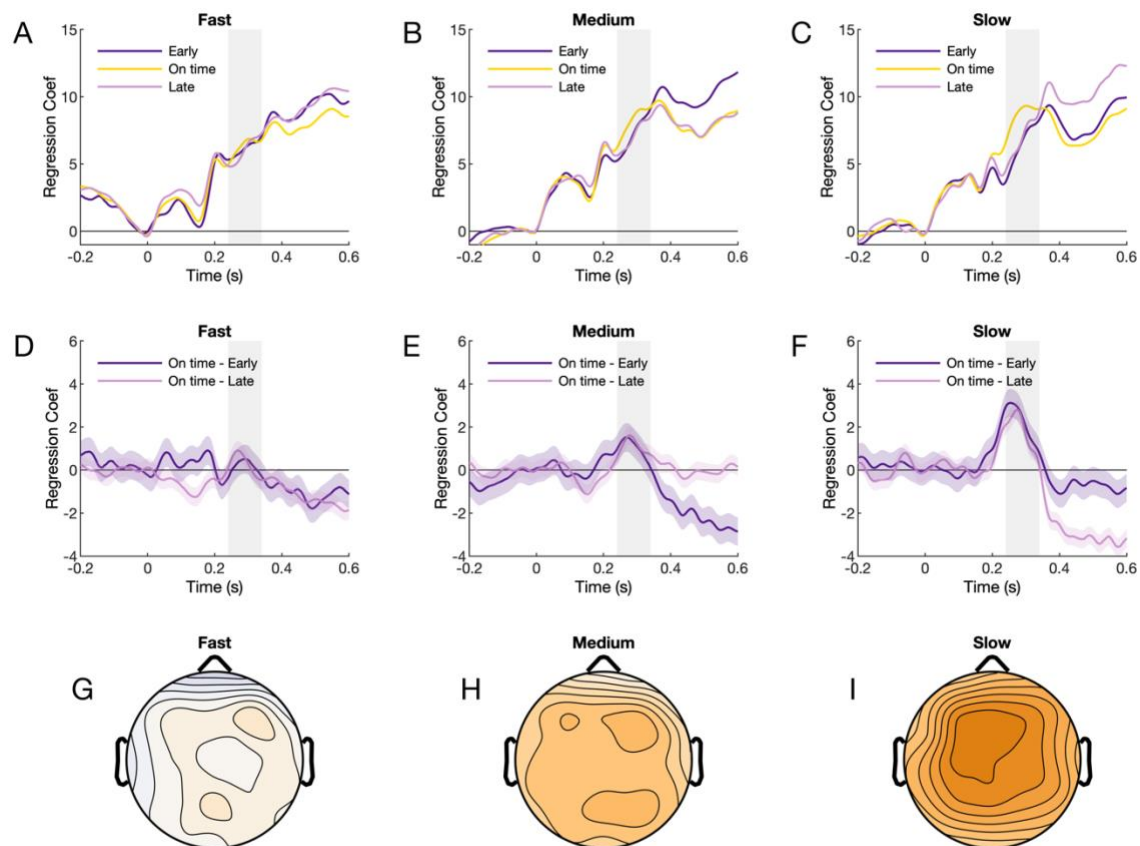 A
Fast
Regression Coef
15
10
5
0
Early
On time
Late
-0.2
0
0.2
0.4
0.6
Time (s)
B
Medium
Regression Coef
15
10
5
0
Early
On time
Late
-0.2
0
0.2
0.4
0.6
Time (s)
C
Slow
Regression Coef
15
10
5
0
Early
On time
Late
-0.2
0
0.2
0.4
0.6
Time (s)
D
Fast
Regression Coef
6
4
2
0
-2
-4
On time - Early
On time - Late
-0.2
0
0.2
0.4
0.6
Time (s)
E
Medium
Regression Coef
6
4
2
0
-2
-4
On time - Early
On time - Late
-0.2
0
0.2
0.4
0.6
Time (s)
F
Slow
Regression Coef
6
4
2
0
-2
-4
On time - Early
On time - Late
-0.2
0
0.2
0.4
0.6
Time (s)
G
Fast
H
Medium
I
Slow